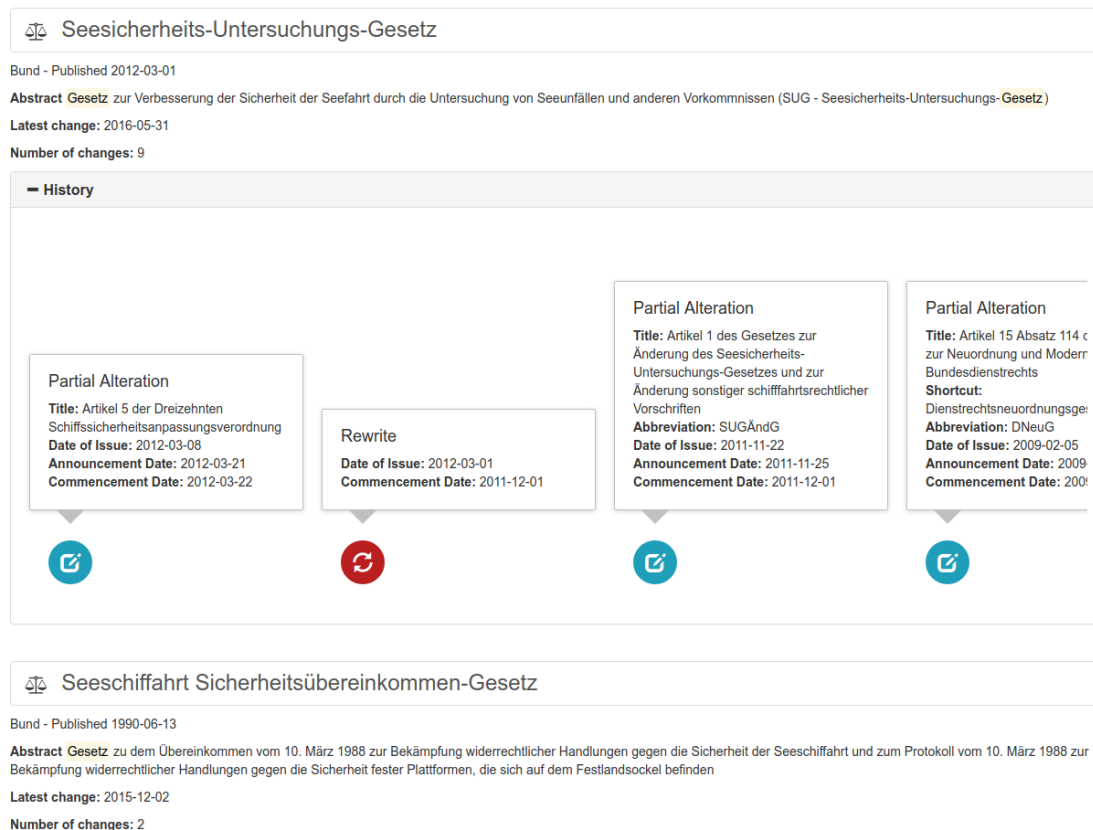 Seesicherheits-Untersuchungs-Gesetz
Bund - Published 2012-03-01
Abstract Gesetz zur Verbesserung der Sicherheit der Seefahrt durch die Untersuchung von Seeunfällen und anderen Vorkommnissen (SUG - Seesicherheits-Untersuchungs-Gesetz)
Latest change: 2016-05-31
Number of changes: 9
History
Partial Alteration
Title: Artikel 5 der Dreizehnten
Schiffssicherheitsanpassungsverordnung
Date of Issue: 2012-03-08
Announcement Date: 2012-03-21
Commencement Date: 2012-03-22
Rewrite
Date of Issue: 2012-03-01
Commencement Date: 2011-12-01
Partial Alteration
Title: Artikel 1 des Gesetzes zur
Änderung des Seesicherheits-
Untersuchungs-Gesetzes und zur
Änderung sonstiger schifffahrtsrechtlicher
Vorschriften
Abbreviation: SUGÄndG
Date of Issue: 2011-11-22
Announcement Date: 2011-11-25
Commencement Date: 2011-12-01
Partial Alteration
Title: Artikel 15 Absatz 114
zur Neuordnung und Modern
Bundesdienstrechts
Shortcut:
Dienstrechtsneuordnungsges
Abbreviation: DNeuG
Date of Issue: 2009-02-05
Announcement Date: 2009-
Commencement Date: 2009
Seeschiffahrt Sicherheitsübereinkommen-Gesetz
Bund - Published 1990-06-13
Abstract Gesetz zu dem Übereinkommen vom 10. März 1988 zur Bekämpfung widerrechtlicher Handlungen gegen die Sicherheit der Seeschiffahrt und zum Protokoll vom 10. März 1988 zur
Bekämpfung widerrechtlicher Handlungen gegen die Sicherheit fester Plattformen, die sich auf dem Festlandsockel befinden
Latest change: 2015-12-02
Number of changes: 2